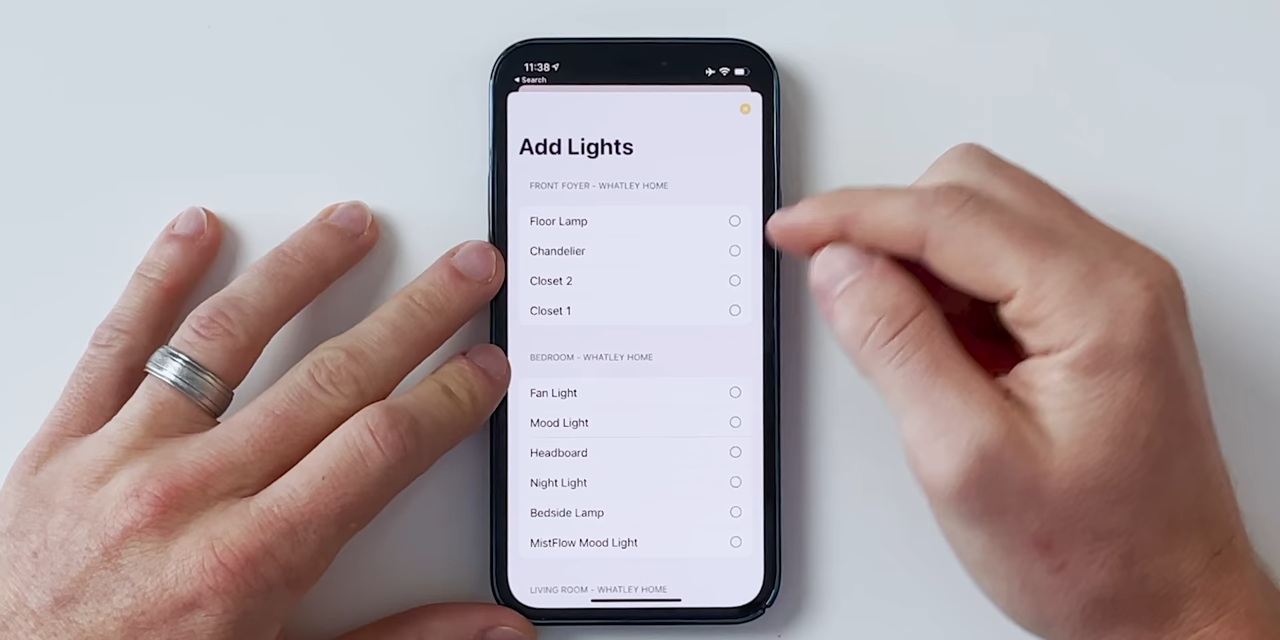 11:38
Search
Add Lights
FRONT FOYER - WHATLEY HOME
Floor Lamp
Chandelier
Closet 2
Closet 1
BEDROOM - WHATLEY HOME
Fan Light
Mood Light
Headboard
Night Light
Bedside Lamp
MistFlow Mood Light
LIVING ROOM - WHATLEY HOME